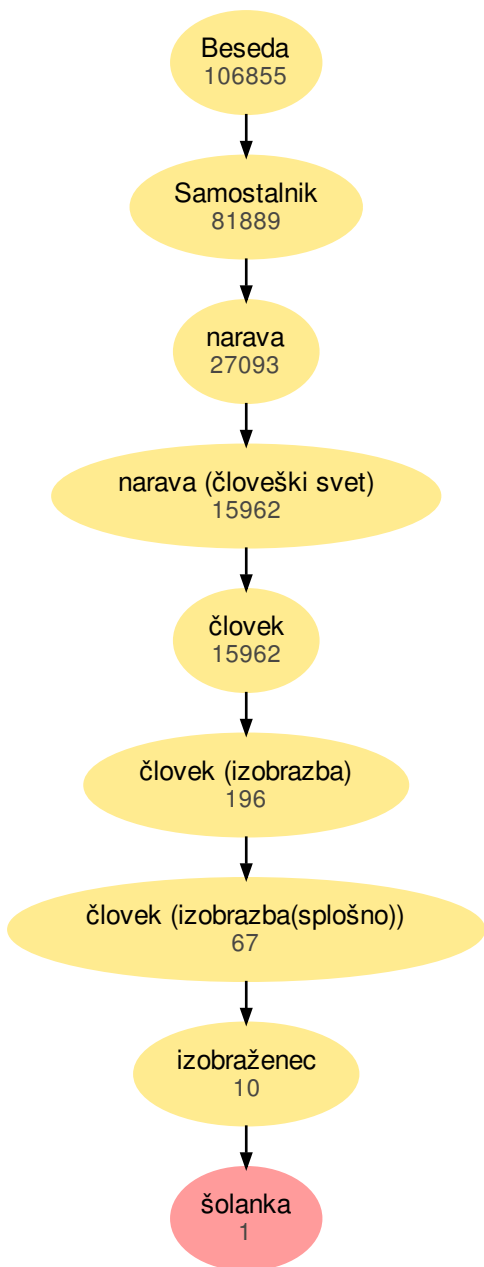 Beseda
106855
Samostalnik
81889
narava
27093
narava (človeški svet)
15962
človek
15962
človek (izobrazba)
196
človek (izobrazba(splošno))
67
izobraženec
10
šolanka
1